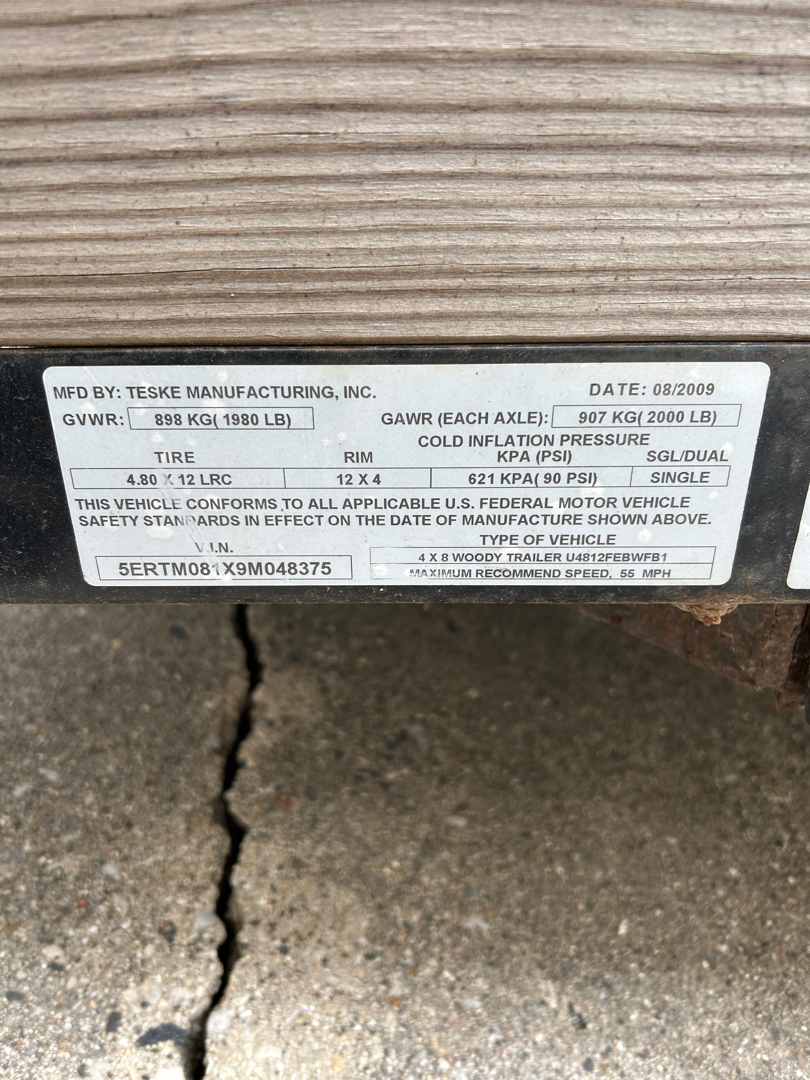 MFD BY: TESKE MANUFACTURING, INC. DATE: 08/2009
GVWR: 898 KG( 1980 LB) GAWR (EACH AXLE): 907 KG( 2000 LB)
COLD INFLATION PRESSURE
TIRE RIM KPA (PSI) SGL/DUAL
4.80 X 12 LRC 12 X 4 621 KPA( 90 PSI) SINGLE
THIS VEHICLE CONFORMS TO ALL APPLICABLE U.S. FEDERAL MOTOR VEHICLE
SAFETY STANDARDS IN EFFECT ON THE DATE OF MANUFACTURE SHOWN ABOVE.
V.I.N. TYPE OF VEHICLE
5ERTM081X9M048375 4 X 8 WOODY TRAILER U4812FEBWFB1
MAXIMUM RECOMMEND SPEED, 55 MPH